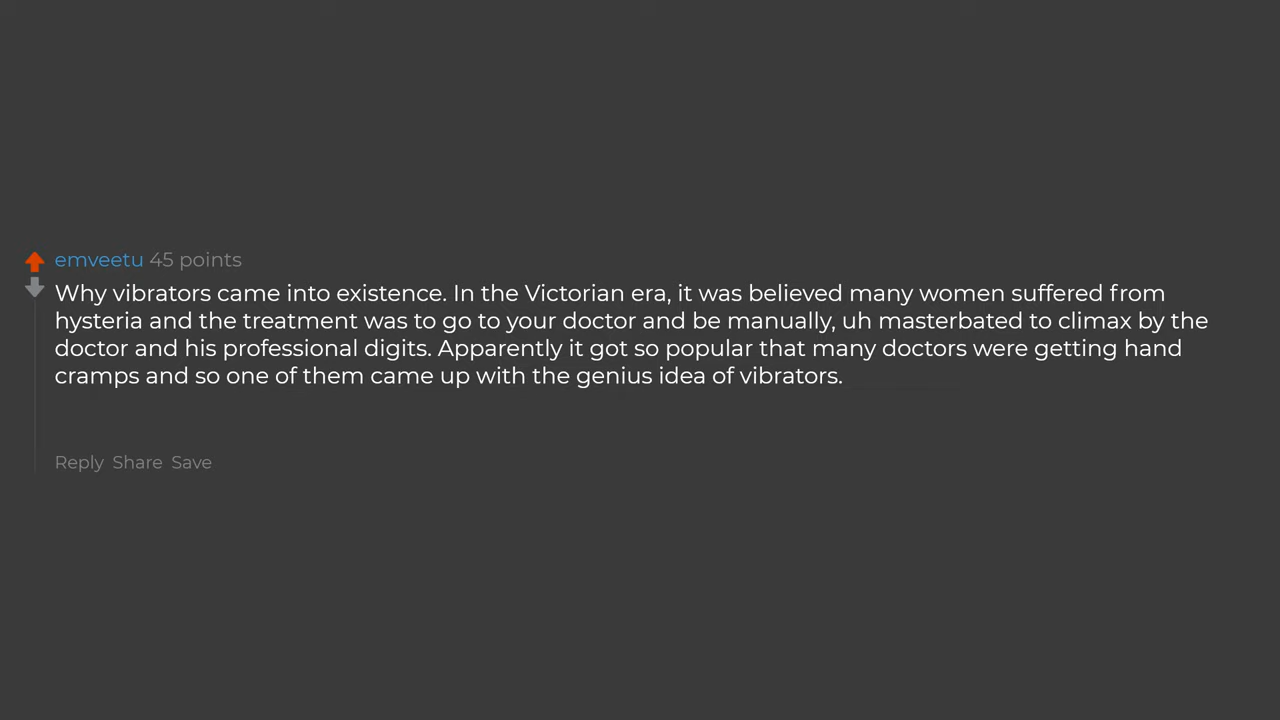 emveetu 45 points
Why vibrators came into existence. In the Victorian era, it was believed many women suffered from
hysteria and the treatment was to go to your doctor and be manually, uh masterbated to climax by the
doctor and his professional digits. Apparently it got so popular that many doctors were getting hand
cramps and so one of them came up with the genius idea of vibrators.
Reply Share Save